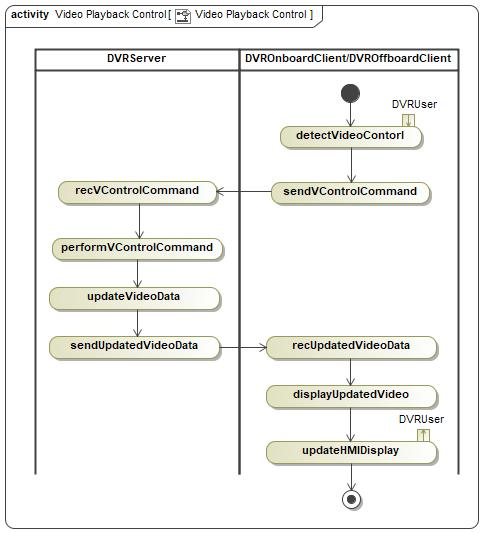 activity Video Playback Control[ Video Playback Control ]
DVRServer
DVROnboardClient/DVROffboardClient
DVRUser
detectVideoContorl
recVControlCommand
sendVControlCommand
performVControlCommand
updateVideoData
sendUpdatedVideoData
recUpdatedVideoData
displayUpdatedVideo
DVRUser
updateHMIDisplay